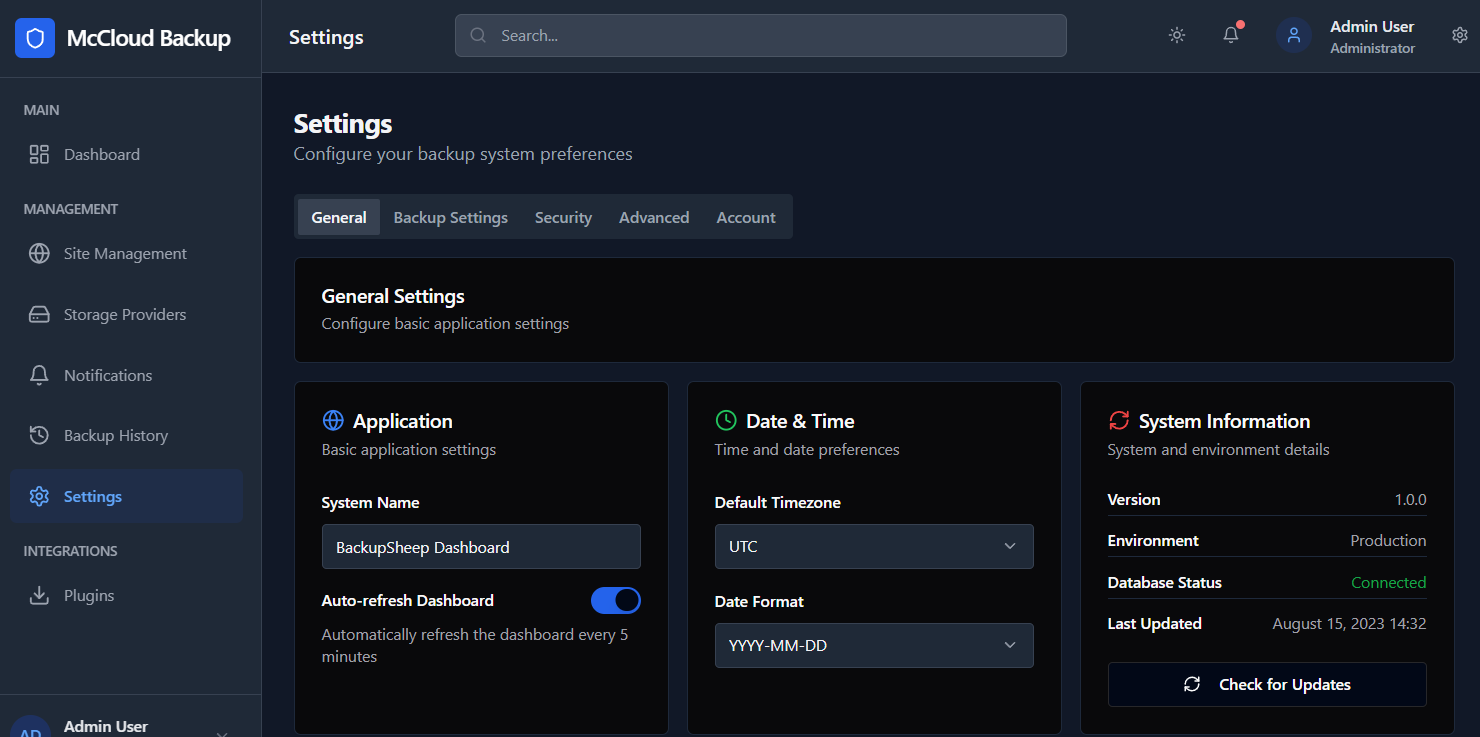 McCloud Backup
Settings
Search...
Admin User
Administrator
MAIN
Dashboard
MANAGEMENT
Site Management
Storage Providers
Notifications
Backup History
Settings
INTEGRATIONS
Plugins
AD
Admin User
Settings
Configure your backup system preferences
General
Backup Settings
Security
Advanced
Account
General Settings
Configure basic application settings
Application
Basic application settings
System Name
BackupSheep Dashboard
Auto-refresh Dashboard
Automatically refresh the dashboard every 5
minutes
Date & Time
Time and date preferences
Default Timezone
UTC
Date Format
YYYY-MM-DD
System Information
System and environment details
Version 1.0.0
Environment Production
Database Status Connected
Last Updated August 15, 2023 14:32
Check for Updates